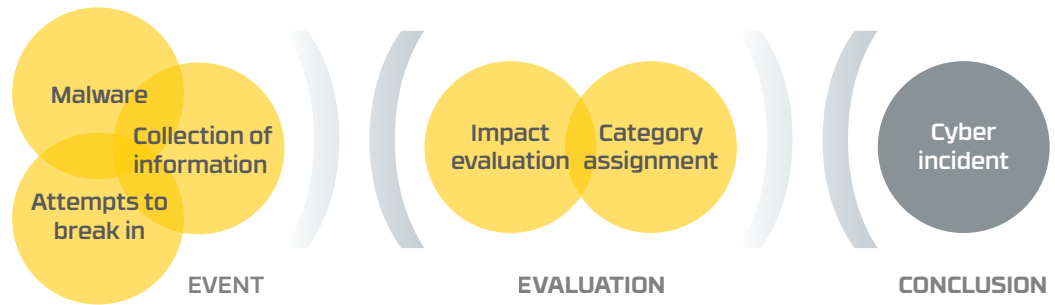 Malware
Collection of
information
Attempts to
break in
EVENT
Impact
evaluation
Category
assignment
EVALUATION
Cyber
incident
CONCLUSION